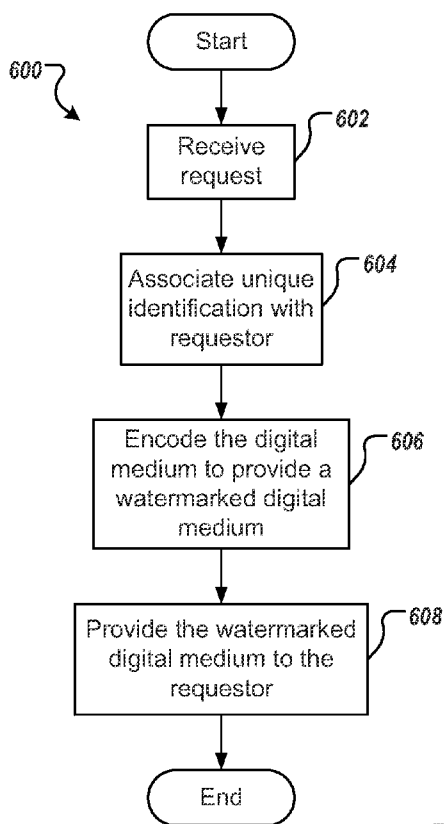 Start
600
602
Receive
request
604
Associate unique
identification with
requestor
606
Encode the digital
medium to provide a
watermarked digital
medium
608
Provide the watermarked
digital medium to the
requestor
End